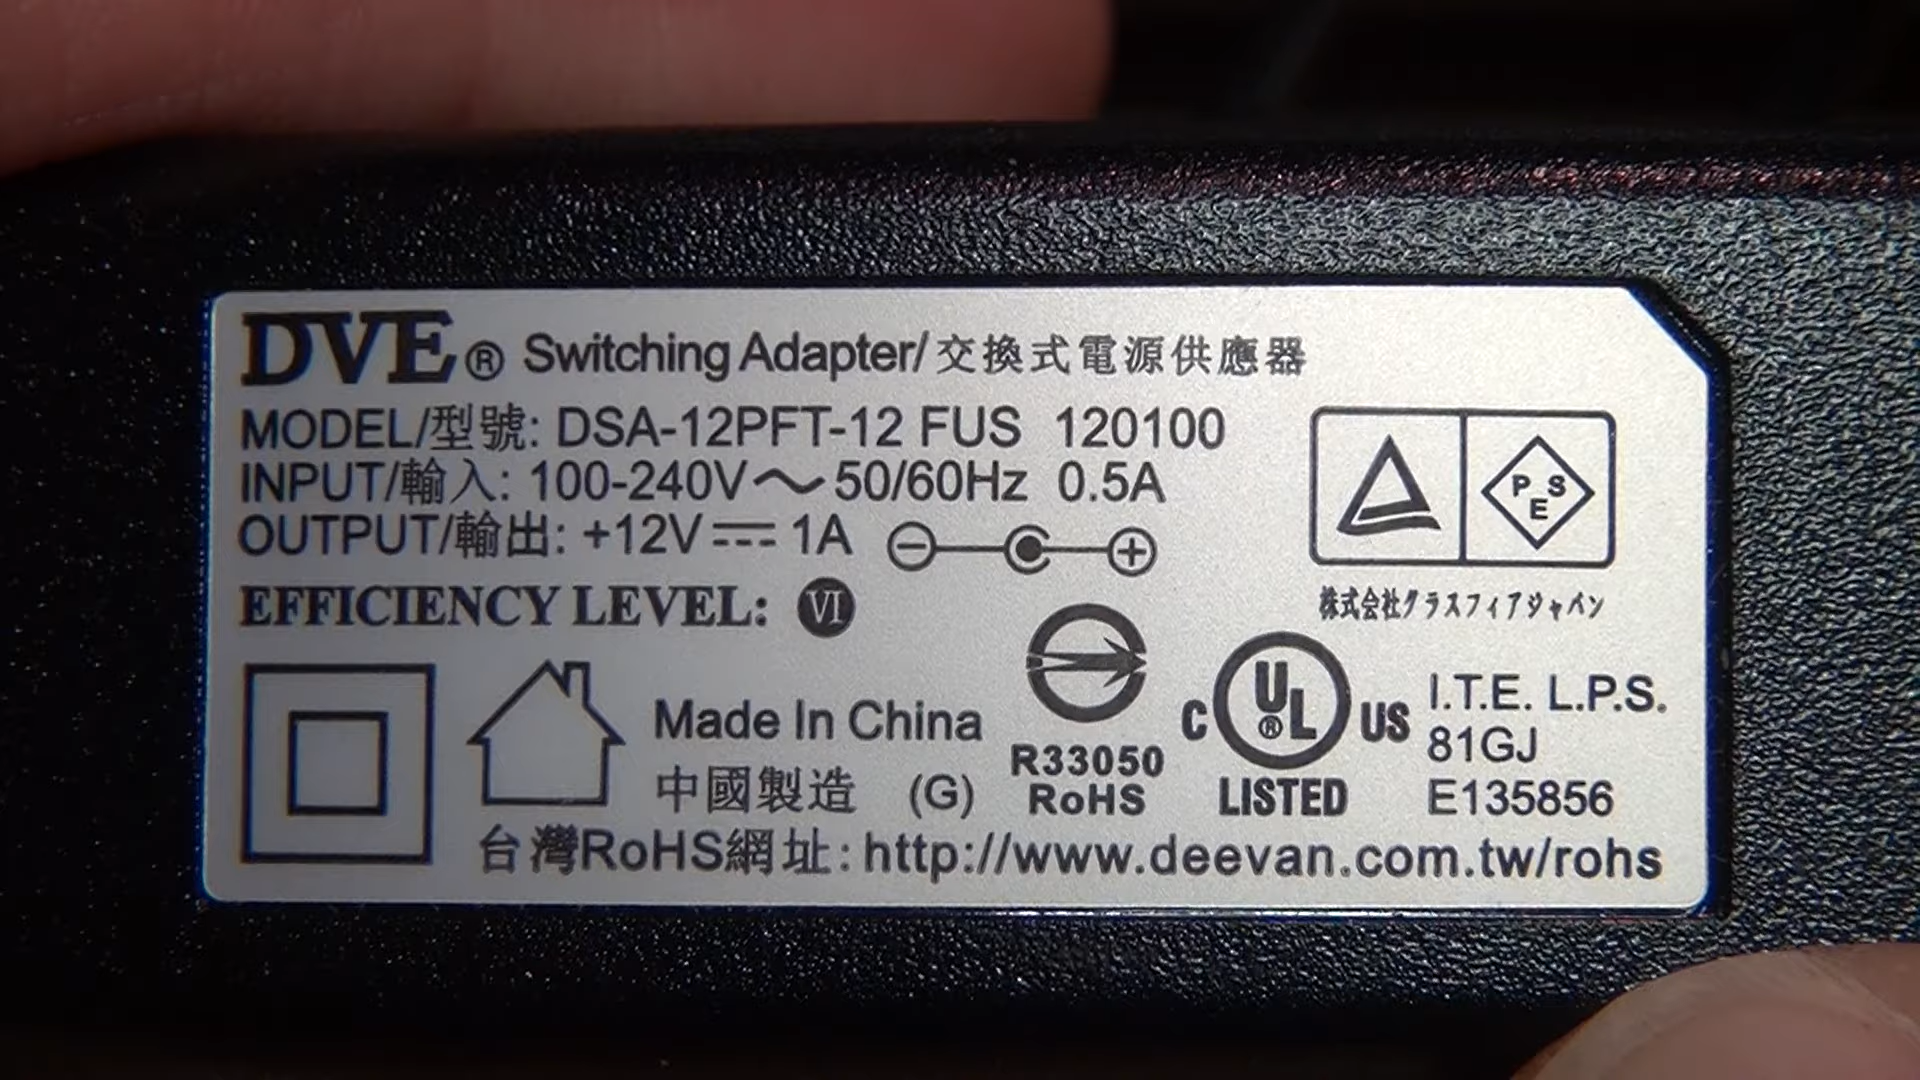 DVE® Switching Adapter/交換式電源供應器
MODEL/型號: DSA-12PFT-12 FUS 120100
INPUT/輸入: 100-240V～50/60Hz 0.5A
OUTPUT/輸出: +12V⎓1A
EFFICIENCY LEVEL: VI
PSE
株式会社クラスフィアジャパン
Made In China
中國製造 (G)
R33050
RoHS
C UL® US
LISTED
I.T.E. L.P.S.
81GJ
E135856
台灣RoHS網址: http://www.deevan.com.tw/rohs